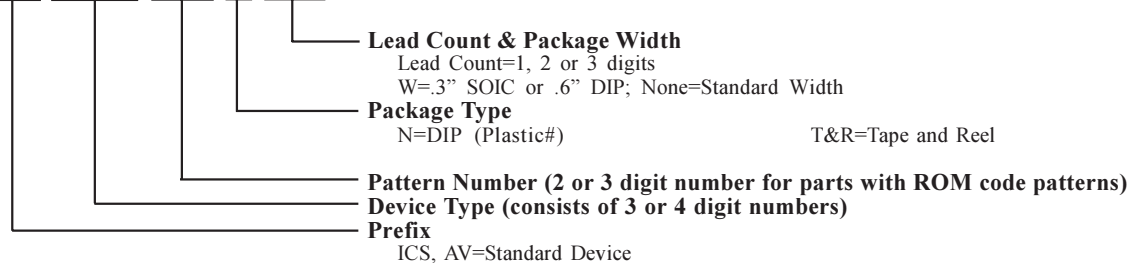 Lead Count & Package Width
Lead Count=1, 2 or 3 digits
W=.3” SOIC or .6” DIP; None=Standard Width
Package Type
N=DIP (Plastic#) T&R=Tape and Reel
Pattern Number (2 or 3 digit number for parts with ROM code patterns)
Device Type (consists of 3 or 4 digit numbers)
Prefix
ICS, AV=Standard Device